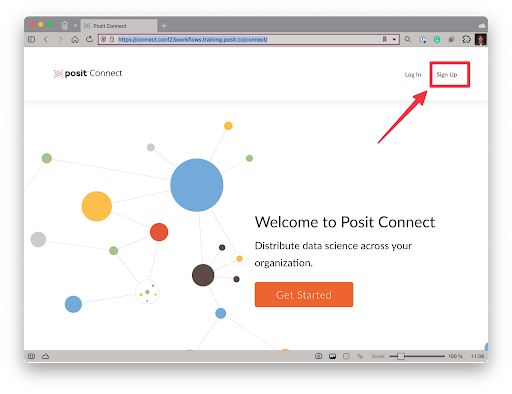 Posit Connect
https://connect.conf23workflows.training.posit.co/connect/
posit Connect
Log In
Sign Up
Welcome to Posit Connect
Distribute data science across your
organization.
Get Started
Reset
100 %
11:38